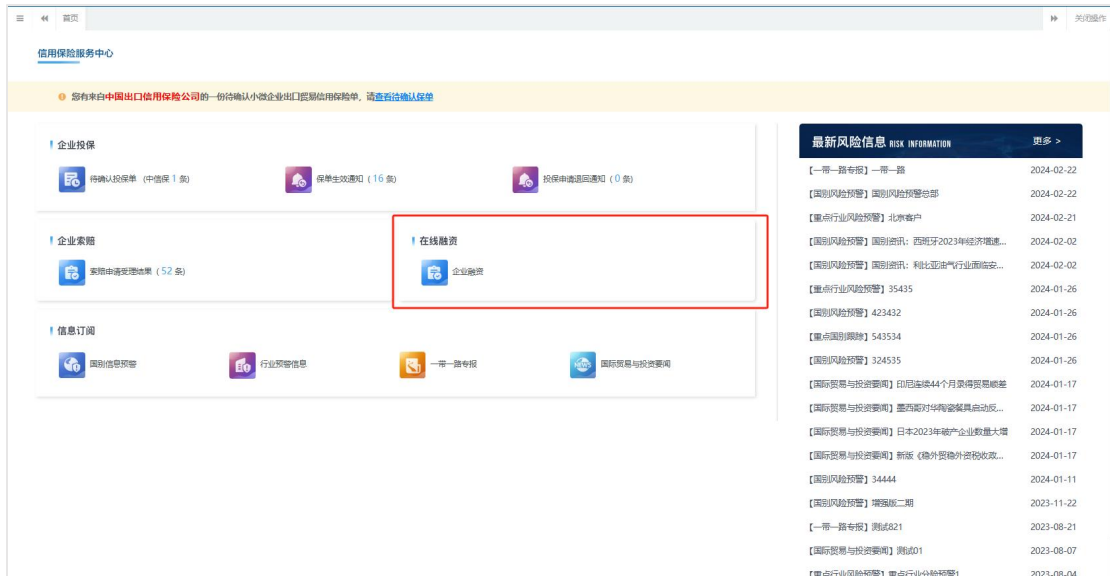 首页
关闭操作
信用保险服务中心
您有来自中国出口信用保险公司的一份待确认小微企业出口贸易信用保险单，请查看待确认保单
企业投保
待确认投保单 (中信保 1 条)
保单生效通知 ( 16 条)
投保申请退回通知 ( 0 条)
企业索赔
索赔申请受理结果 ( 52 条)
在线融资
企业融资
信息订阅
国别信息预警
行业预警信息
一带一路专报
国际贸易与投资要闻
最新风险信息 RISK INFORMATION 更多 >
【一带一路专报】一带一路 2024-02-22
【国别风险预警】国别风险预警总部 2024-02-22
【重点行业风险预警】北京客户 2024-02-21
【国别风险预警】国别资讯：西班牙2023年经济增速... 2024-02-02
【国别风险预警】国别资讯：利比亚油气行业面临安... 2024-02-02
【重点行业风险预警】35435 2024-01-26
【国别风险预警】423432 2024-01-26
【重点国别跟踪】543534 2024-01-26
【国别风险预警】324535 2024-01-26
【国际贸易与投资要闻】印尼连续44个月录得贸易顺差 2024-01-17
【国际贸易与投资要闻】墨西哥对华陶瓷餐具启动反... 2024-01-17
【国际贸易与投资要闻】日本2023年破产企业数量大增 2024-01-17
【国际贸易与投资要闻】新版《稳外贸稳外资税收政... 2024-01-17
【国别风险预警】34444 2024-01-11
【国别风险预警】增强版二期 2023-11-22
【一带一路专报】测试821 2023-08-21
【国际贸易与投资要闻】测试01 2023-08-07
【重点行业风险预警】重点行业分险预警1 2023-08-04